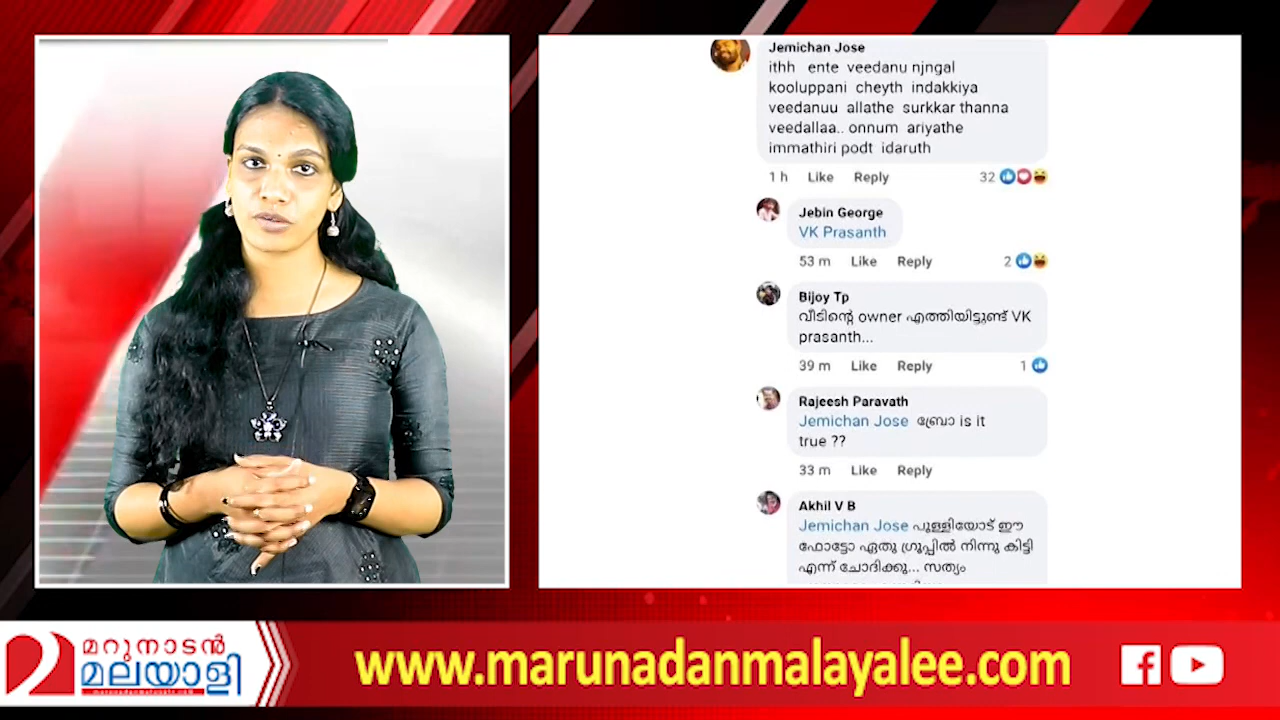 Jemichan Jose
ithh ente veedanu njngal
kooluppani cheyth indakkiya
veedanuu allathe surkkar thanna
veedallaa.. onnum ariyathe
immathiri podt idaruth
1 h Like Reply 32
Jebin George
VK Prasanth
53 m Like Reply 2
Bijoy Tp
വീടിന്റെ owner എത്തിയിട്ടുണ്ട് VK
prasanth...
39 m Like Reply 1
Rajeesh Paravath
Jemichan Jose ബ്രോ is it
true ??
33 m Like Reply
Akhil V B
Jemichan Jose പുള്ളിയോട് ഈ
ഫോട്ടോ ഏതു ഗ്രൂപ്പിൽ നിന്നു കിട്ടി
എന്ന് ചോദിക്കൂ... സത്യം
മറുനാടൻ
മലയാളി
www.marunadanmalayalee.com